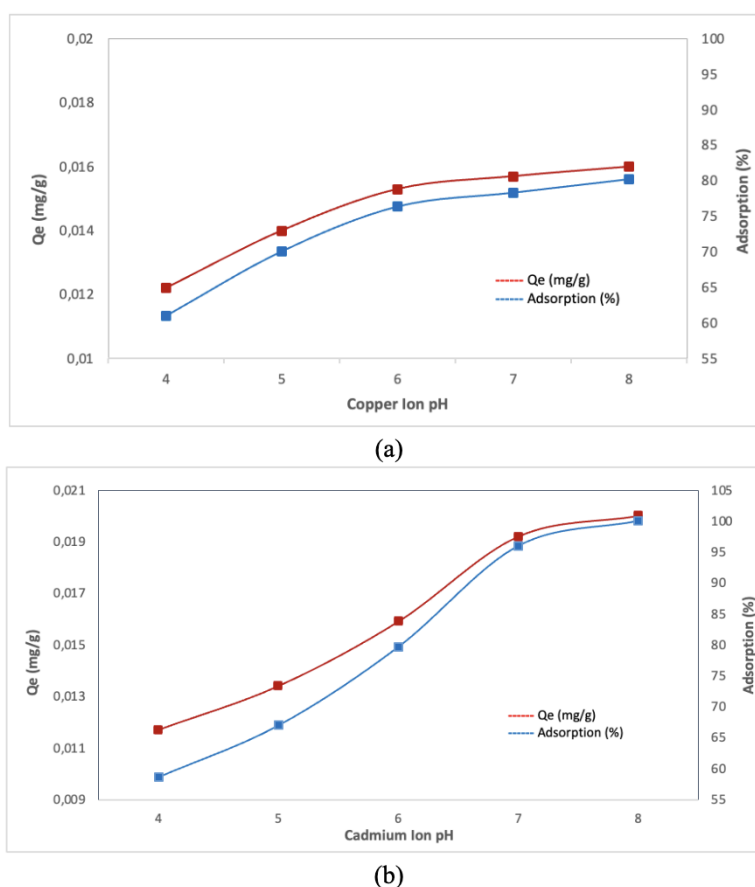 0,02
0,018
0,016
0,014
0,012
0,01
Qe (mg/g)
100
95
90
85
80
75
70
65
60
55
Adsorption (%)
Qe (mg/g)
Adsorption (%)
4 5 6 7 8
Copper Ion pH
(a)
0,021
0,019
0,017
0,015
0,013
0,011
0,009
Qe (mg/g)
105
100
95
90
85
80
75
70
65
60
55
Adsorption (%)
Qe (mg/g)
Adsorption (%)
4 5 6 7 8
Cadmium Ion pH
(b)